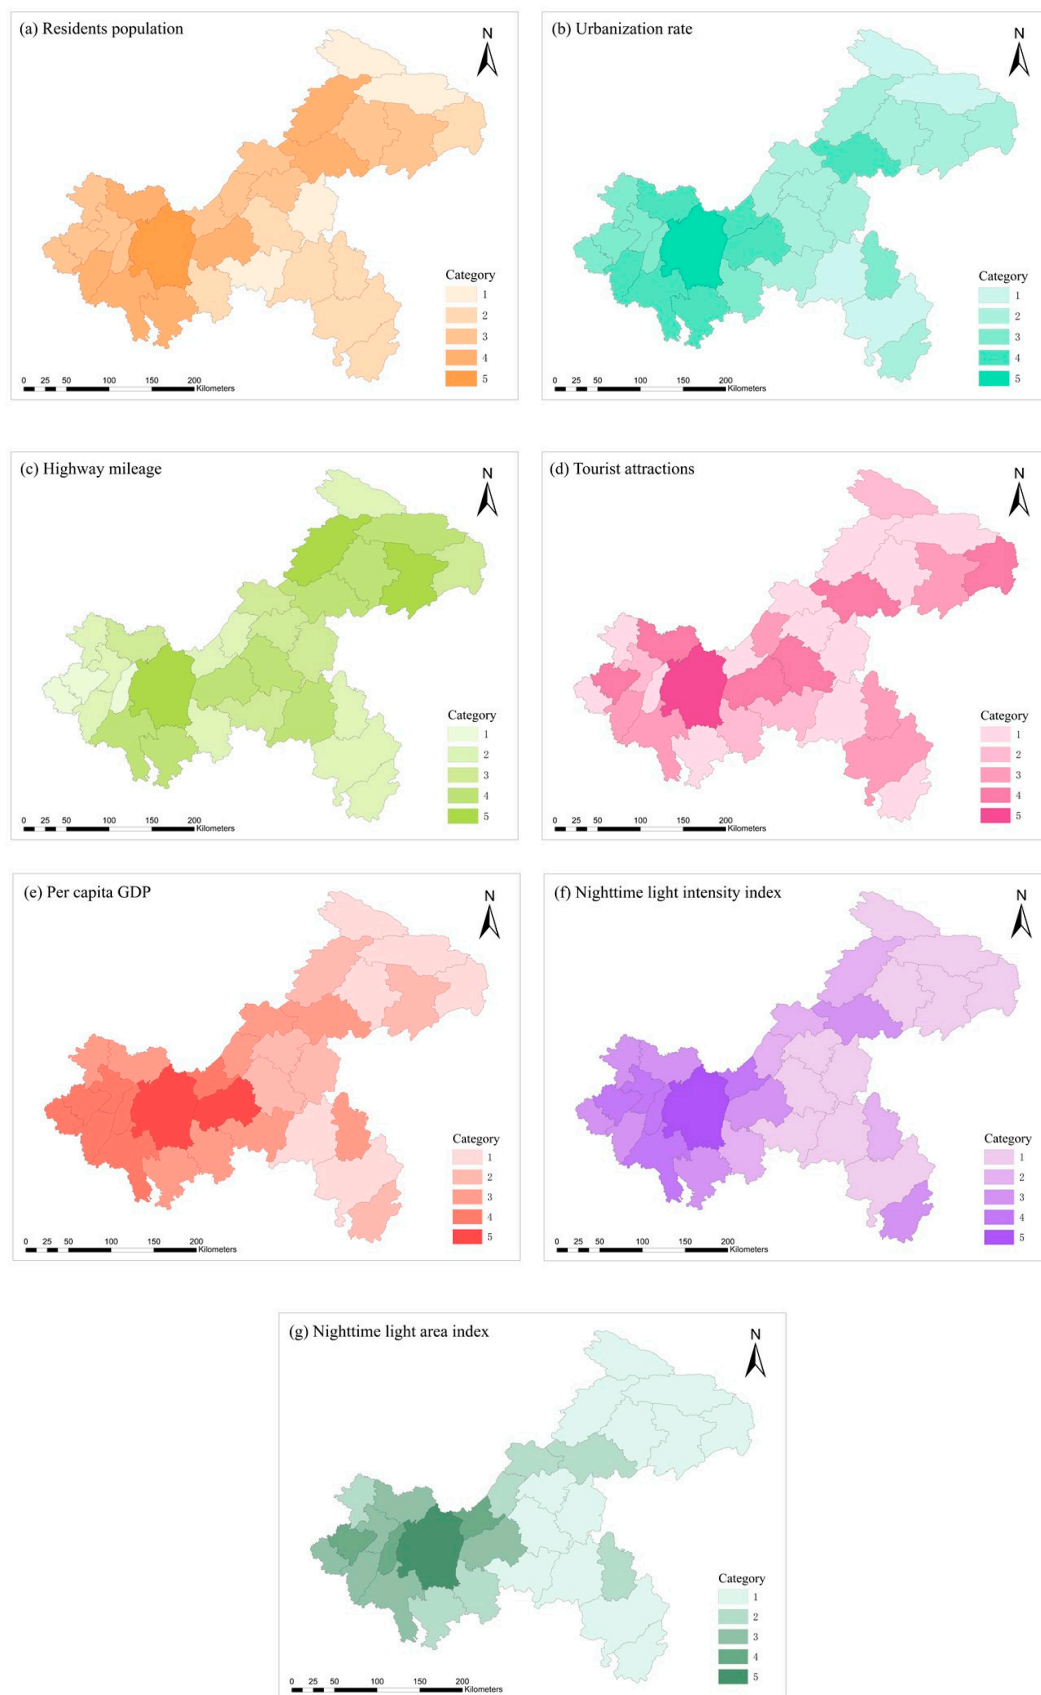 (a) Residents population
N
Category
1
2
3
4
5
0 25 50 100 150 200
Kilometers
(b) Urbanization rate
N
Category
1
2
3
4
5
0 25 50 100 150 200
Kilometers
(c) Highway mileage
N
Category
1
2
3
4
5
0 25 50 100 150 200
Kilometers
(d) Tourist attractions
N
Category
1
2
3
4
5
0 25 50 100 150 200
Kilometers
(e) Per capita GDP
N
Category
1
2
3
4
5
0 25 50 100 150 200
Kilometers
(f) Nighttime light intensity index
N
Category
1
2
3
4
5
0 25 50 100 150 200
Kilometers
(g) Nighttime light area index
N
Category
1
2
3
4
5
0 25 50 100 150 200
Kilometers